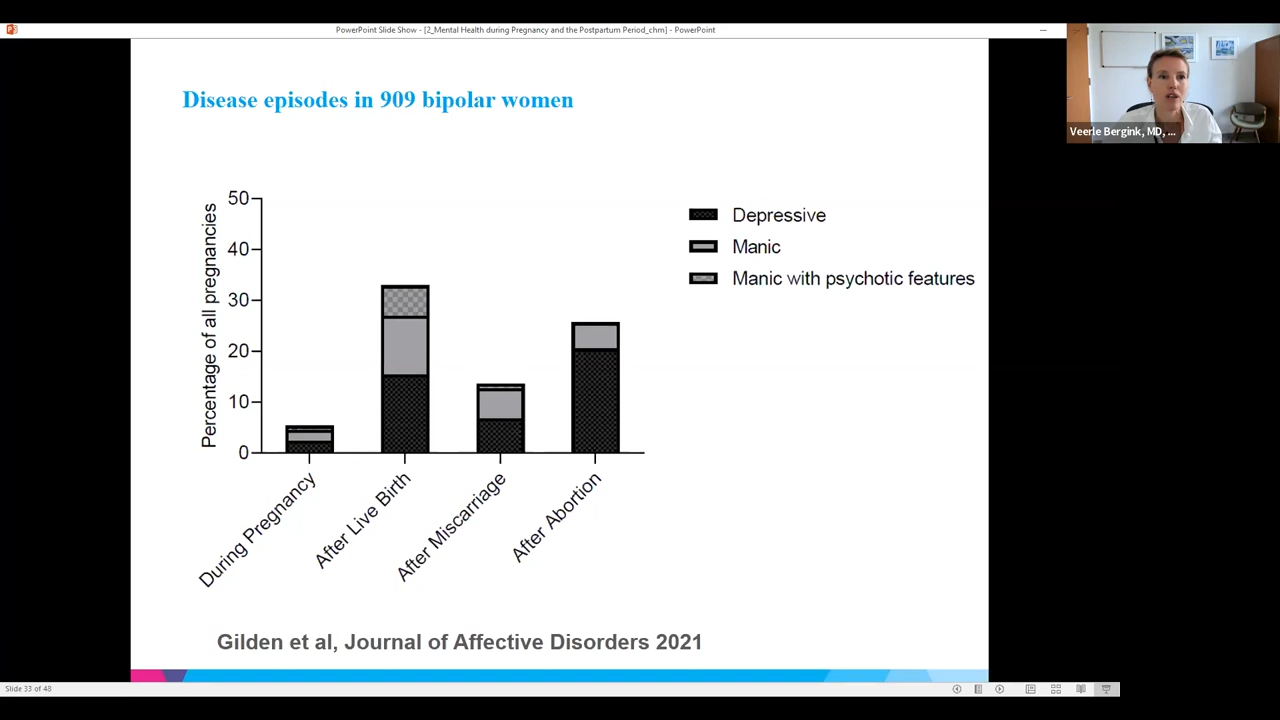 PowerPoint Slide Show - [2_Mental Health during Pregnancy and the Postpartum Period_chm] - PowerPoint
Veerle Bergink, MD, ...
Disease episodes in 909 bipolar women
Percentage of all pregnancies
50
40
30
20
10
0
During Pregnancy
After Live Birth
After Miscarriage
After Abortion
Depressive
Manic
Manic with psychotic features
Gilden et al, Journal of Affective Disorders 2021
Slide 33 of 48